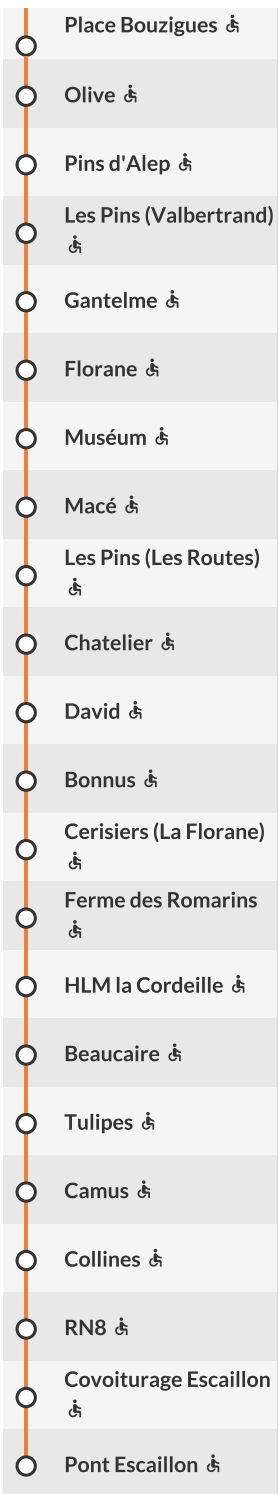 Place Bouzigues
Olive
Pins d'Alep
Les Pins (Valbertrand)
Gantelme
Florane
Muséum
Macé
Les Pins (Les Routes)
Chatelier
David
Bonnus
Cerisiers (La Florane)
Ferme des Romarins
HLM la Cordeille
Beaucaire
Tulipes
Camus
Collines
RN8
Covoiturage Escaillon
Pont Escaillon